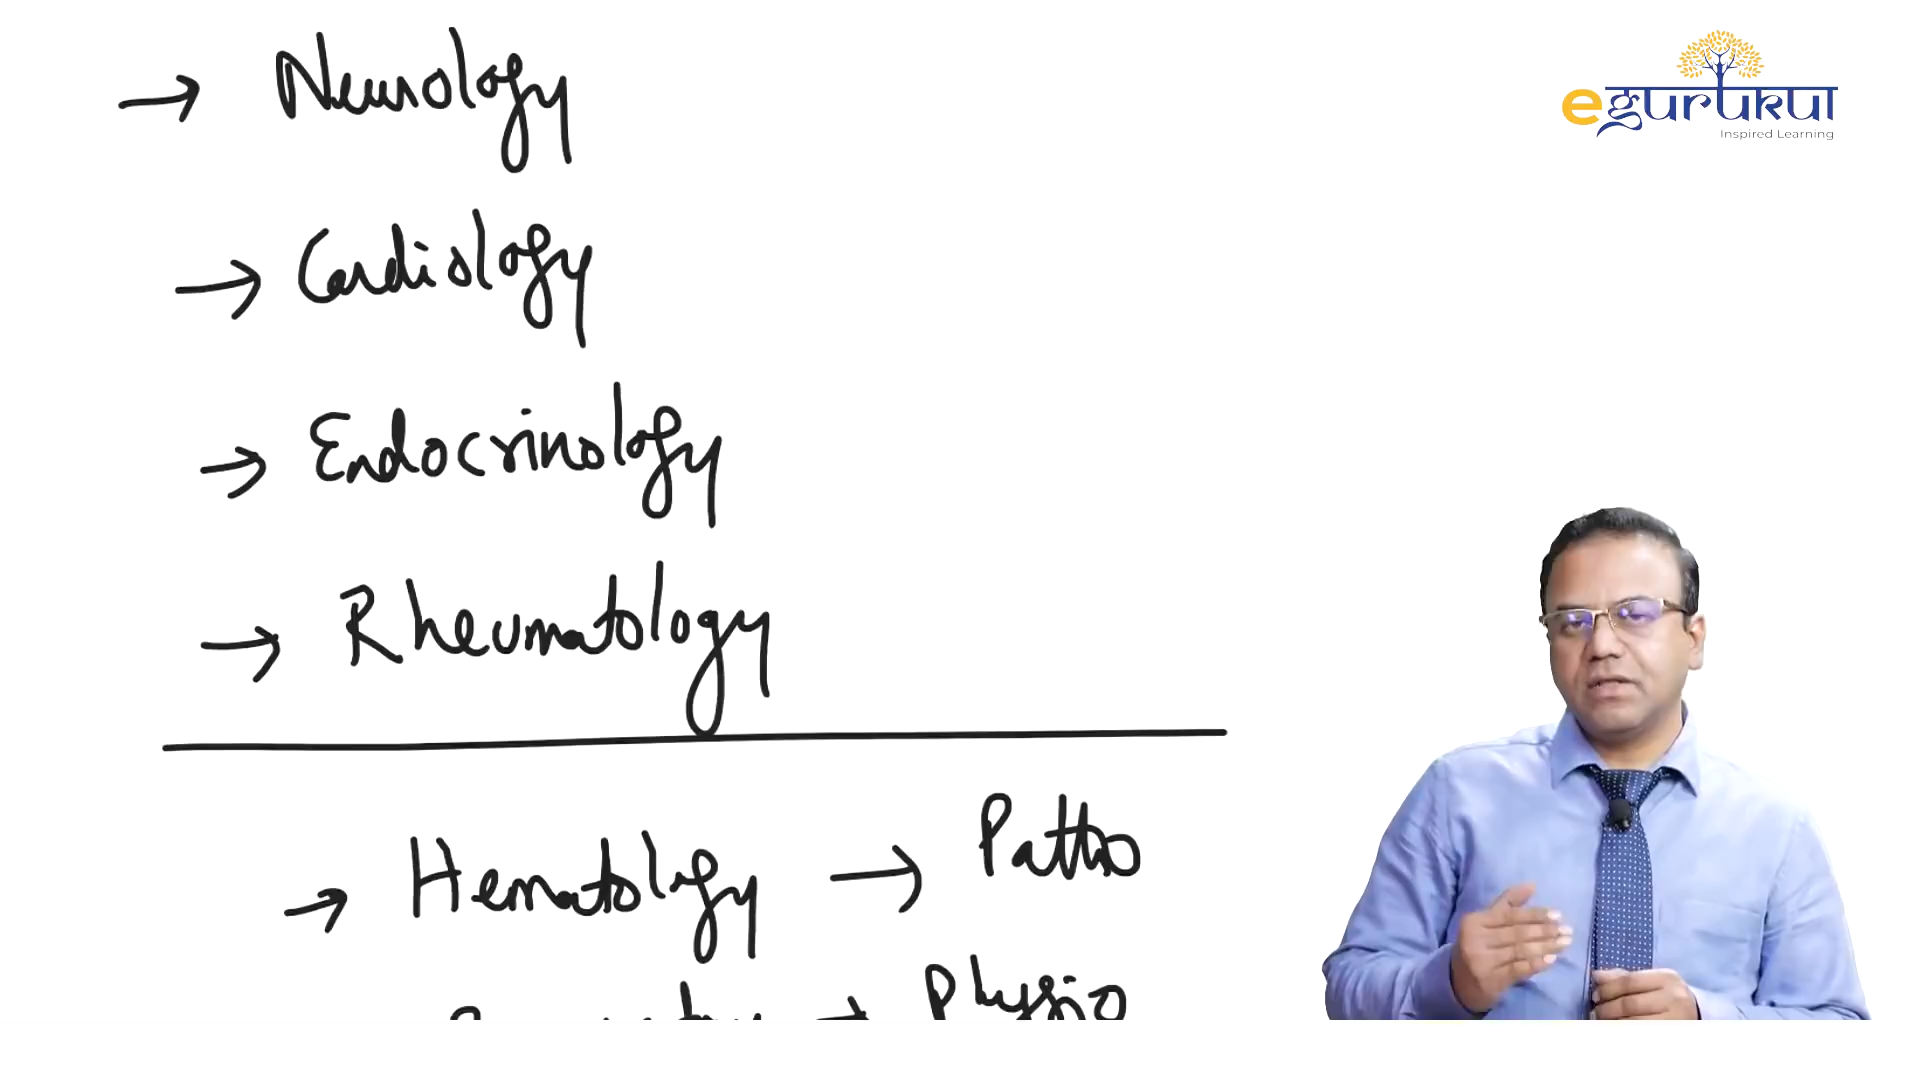 → Neurology
egurukul
Inspired Learning
→ Cardiology
→ Endocrinology
→ Rheumatology
→ Hematology → Patho
→ Physio